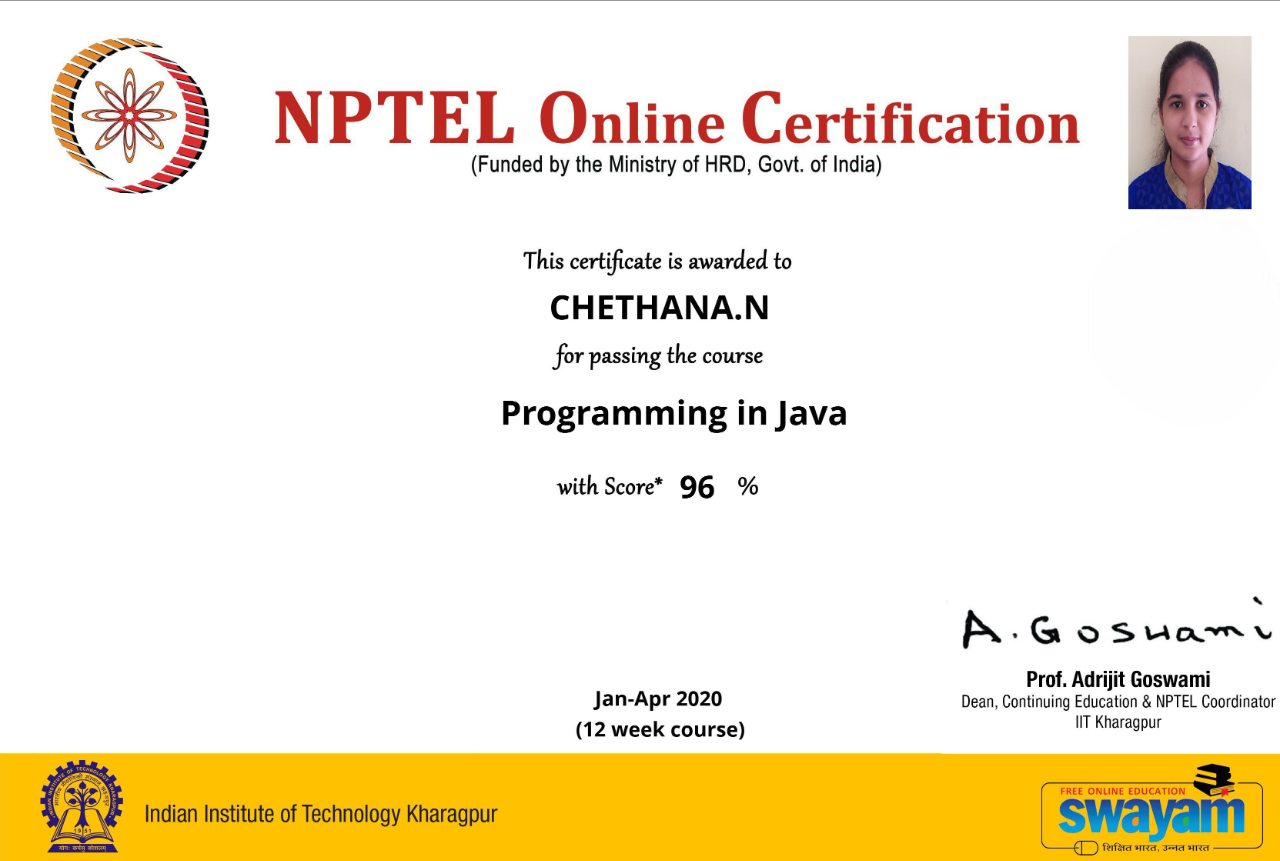 NPTEL Online Certification
(Funded by the Ministry of HRD, Govt. of India)
This certificate is awarded to
CHETHANA.N
for passing the course
Programming in Java
with Score* 96 %
A. Goswami
Prof. Adrijit Goswami
Dean, Continuing Education & NPTEL Coordinator
IIT Kharagpur
Jan-Apr 2020
(12 week course)
Indian Institute of Technology Kharagpur
1951
FREE ONLINE EDUCATION
swayam
शिक्षित भारत, उन्नत भारत